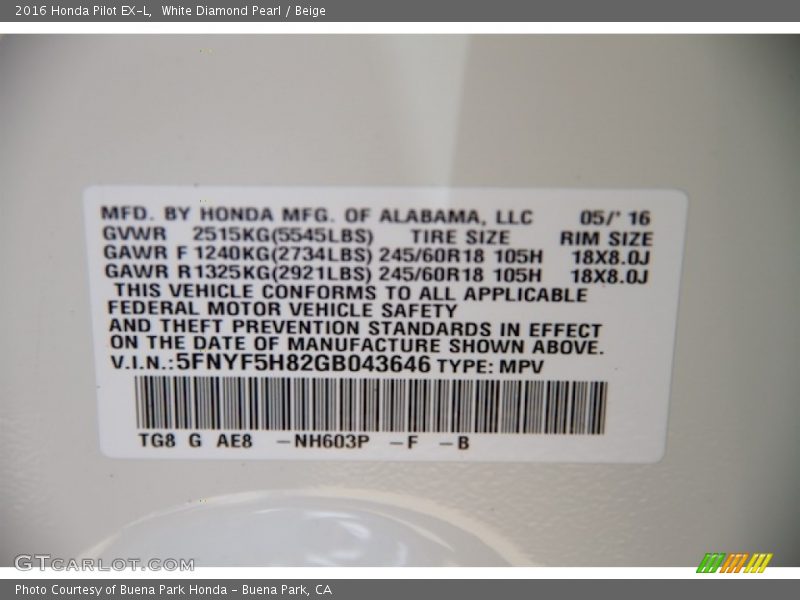 2016 Honda Pilot EX-L, White Diamond Pearl / Beige
MFD. BY HONDA MFG. OF ALABAMA, LLC 05/' 16
GVWR 2515KG(5545LBS) TIRE SIZE RIM SIZE
GAWR F 1240KG(2734LBS) 245/60R18 105H 18X8.0J
GAWR R 1325KG(2921LBS) 245/60R18 105H 18X8.0J
THIS VEHICLE CONFORMS TO ALL APPLICABLE
FEDERAL MOTOR VEHICLE SAFETY
AND THEFT PREVENTION STANDARDS IN EFFECT
ON THE DATE OF MANUFACTURE SHOWN ABOVE.
V.I.N.:5FNYF5H82GB043646 TYPE: MPV
TG8 G AE8 -NH603P -F -B
GTCARLOT.COM
Photo Courtesy of Buena Park Honda - Buena Park, CA